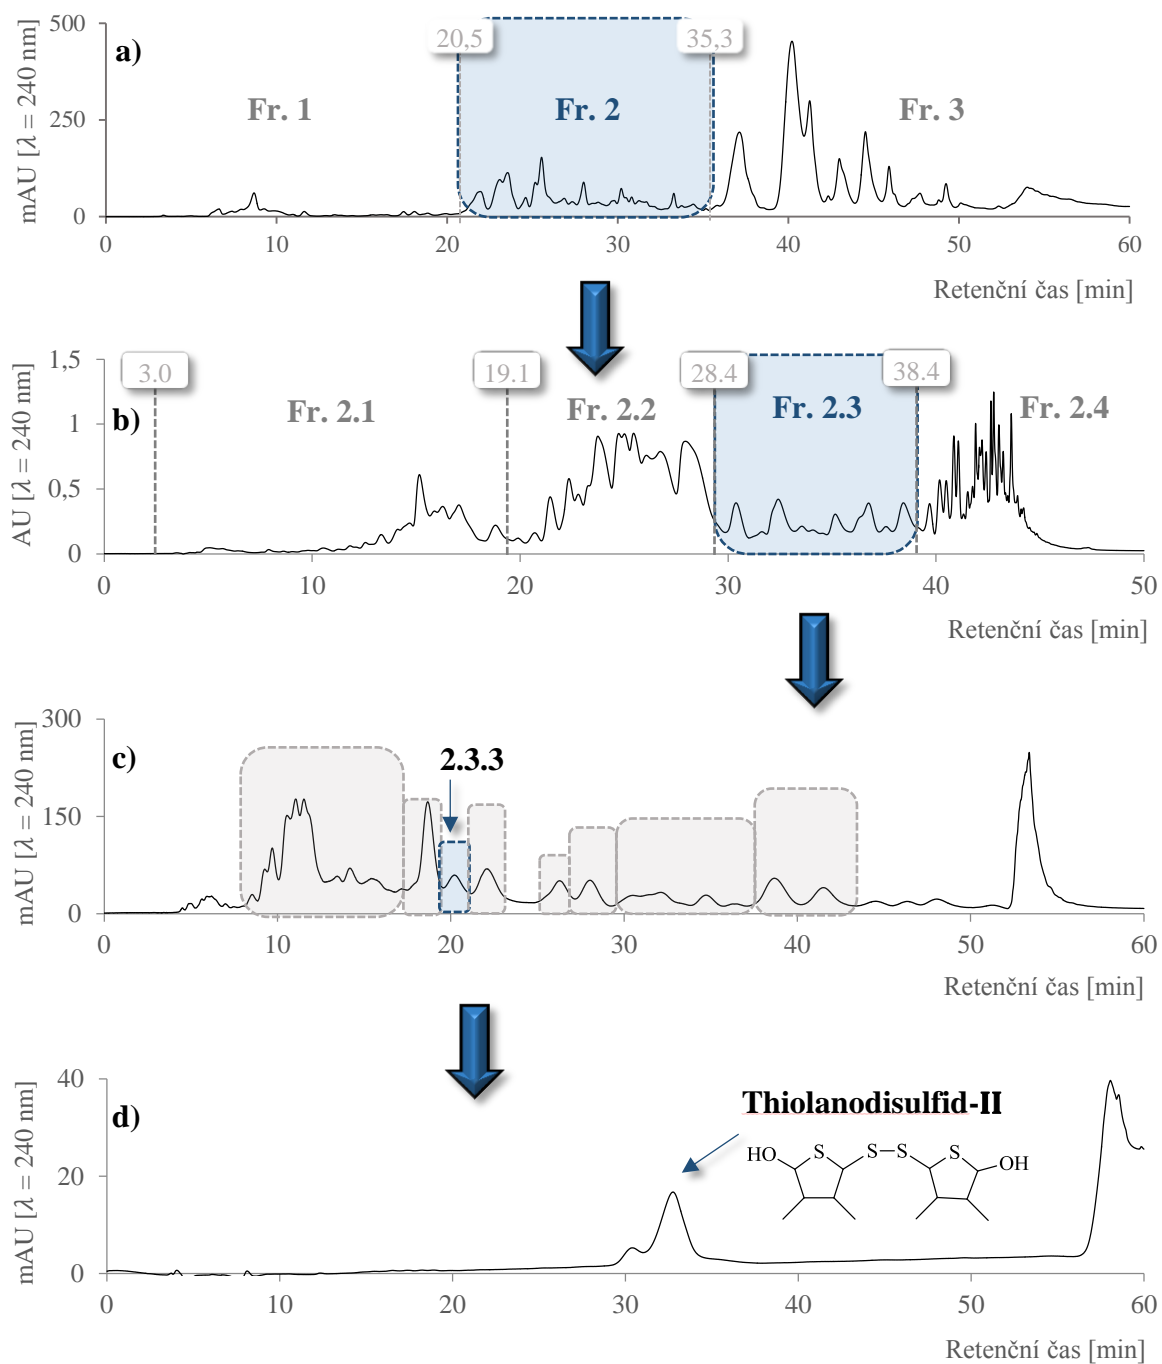 a)
mAU [λ = 240 nm]
500
250
0
20,5
35,3
Fr. 1
Fr. 2
Fr. 3
0 10 20 30 40 50 60
Retenční čas [min]
b)
AU [λ = 240 nm]
1,5
1
0,5
0
3.0
19.1
28.4
38.4
Fr. 2.1
Fr. 2.2
Fr. 2.3
Fr. 2.4
0 10 20 30 40 50
Retenční čas [min]
c)
mAU [λ = 240 nm]
300
150
0
2.3.3
0 10 20 30 40 50 60
Retenční čas [min]
d)
mAU [λ = 240 nm]
40
20
0
Thiolanodisulfid-II
HO S S–S S OH
0 10 20 30 40 50 60
Retenční čas [min]